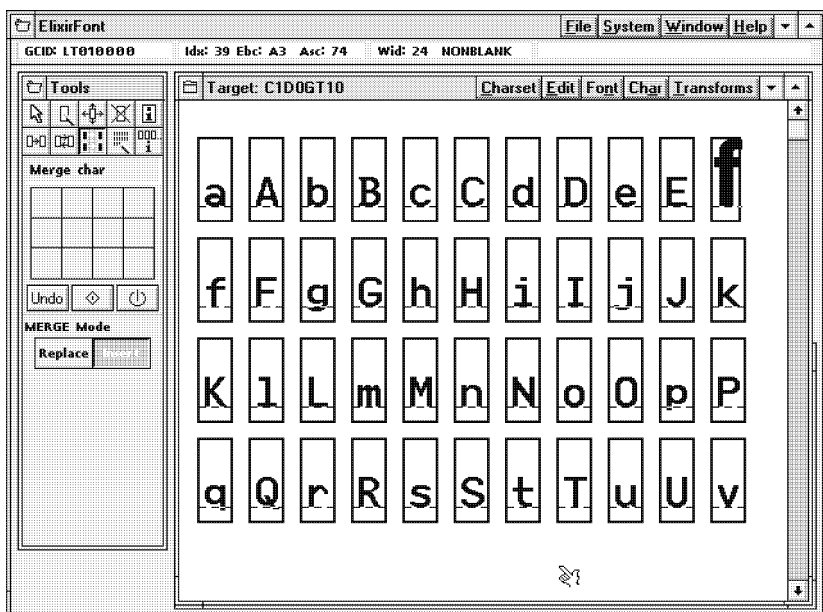 ElixirFont File System Window Help
GCID: LT010000 Idx: 39 Ebc: A3 Asc: 74 Wid: 24 NONBLANK
Tools
Target: C1D0GT10 Charset Edit Font Char Transforms
Merge char
Undo
MERGE Mode
Replace Insert
a A b B c C d D e E f
f F g G h H i I j J k
K l L m M n N o O p P
q Q r R s S t T u U v